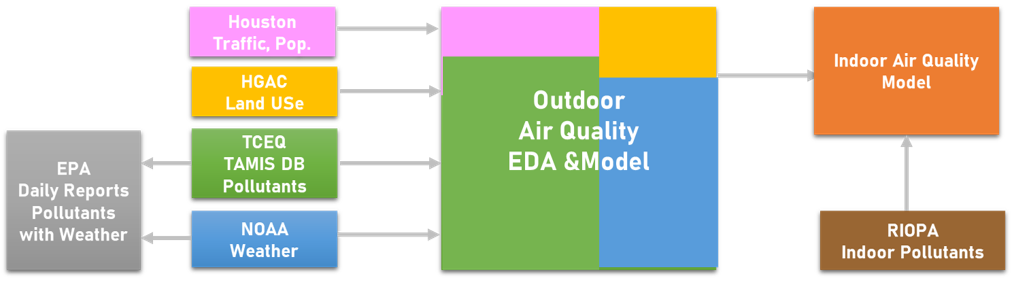 Houston
Traffic, Pop.
HGAC
Land USe
TCEQ
TAMIS DB
Pollutants
NOAA
Weather
EPA
Daily Reports
Pollutants
with Weather
Outdoor
Air Quality
EDA &Model
Indoor Air Quality
Model
RIOPA
Indoor Pollutants